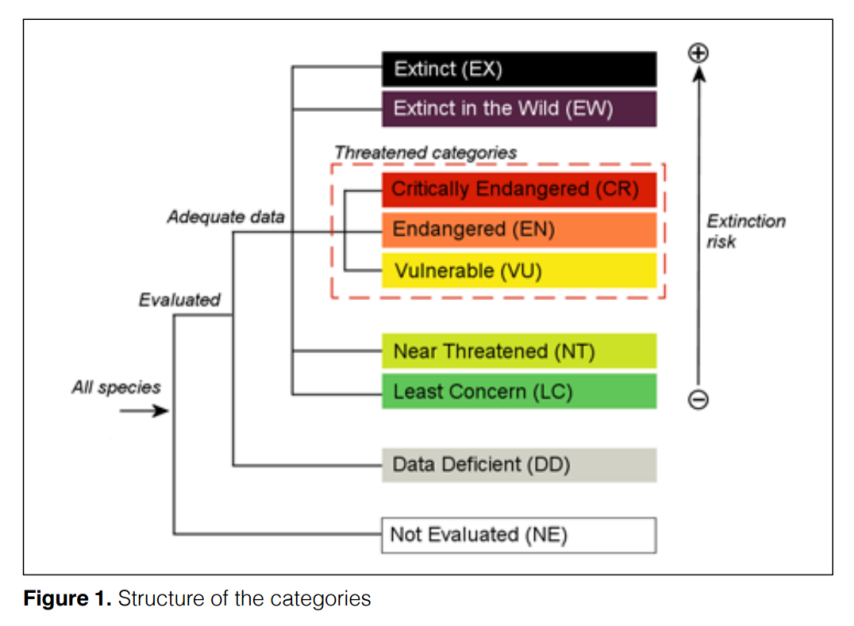 Extinct (EX)
Extinct in the Wild (EW)
Threatened categories
Critically Endangered (CR)
Adequate data
Endangered (EN)
Extinction
risk
Vulnerable (VU)
Evaluated
Near Threatened (NT)
All species
Least Concern (LC)
Data Deficient (DD)
Not Evaluated (NE)
Figure 1. Structure of the categories